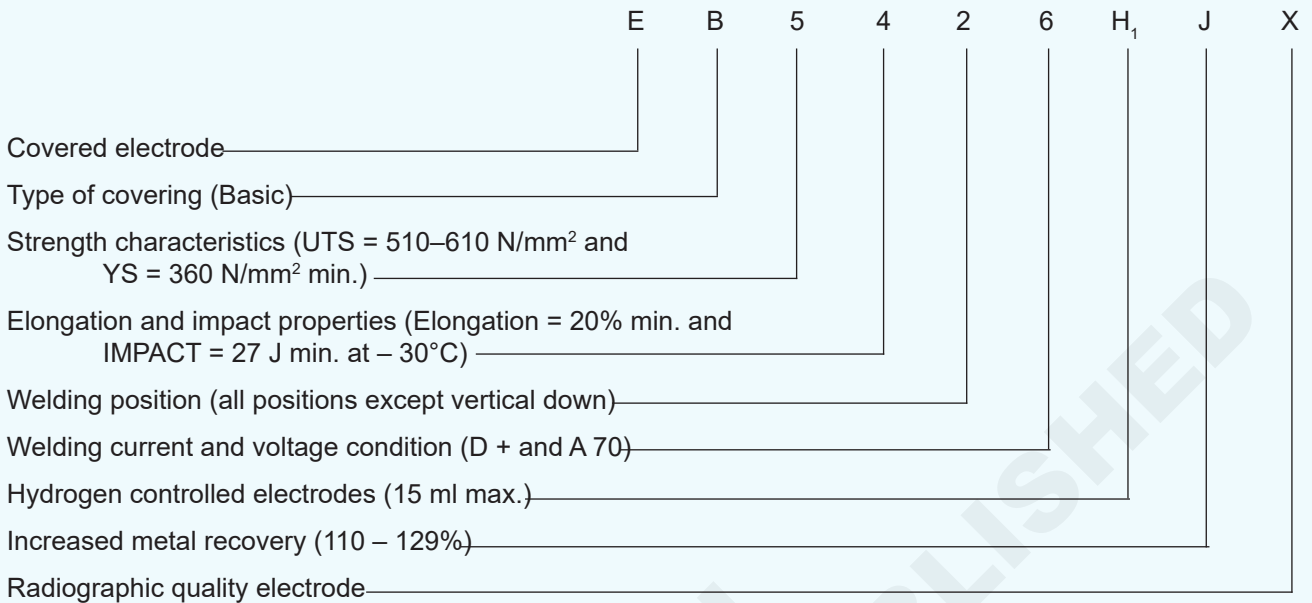 E B 5 4 2 6 H₁ J X
Covered electrode
Type of covering (Basic)
Strength characteristics (UTS = 510–610 N/mm² and
YS = 360 N/mm² min.)
Elongation and impact properties (Elongation = 20% min. and
IMPACT = 27 J min. at – 30°C)
Welding position (all positions except vertical down)
Welding current and voltage condition (D + and A 70)
Hydrogen controlled electrodes (15 ml max.)
Increased metal recovery (110 – 129%)
Radiographic quality electrode